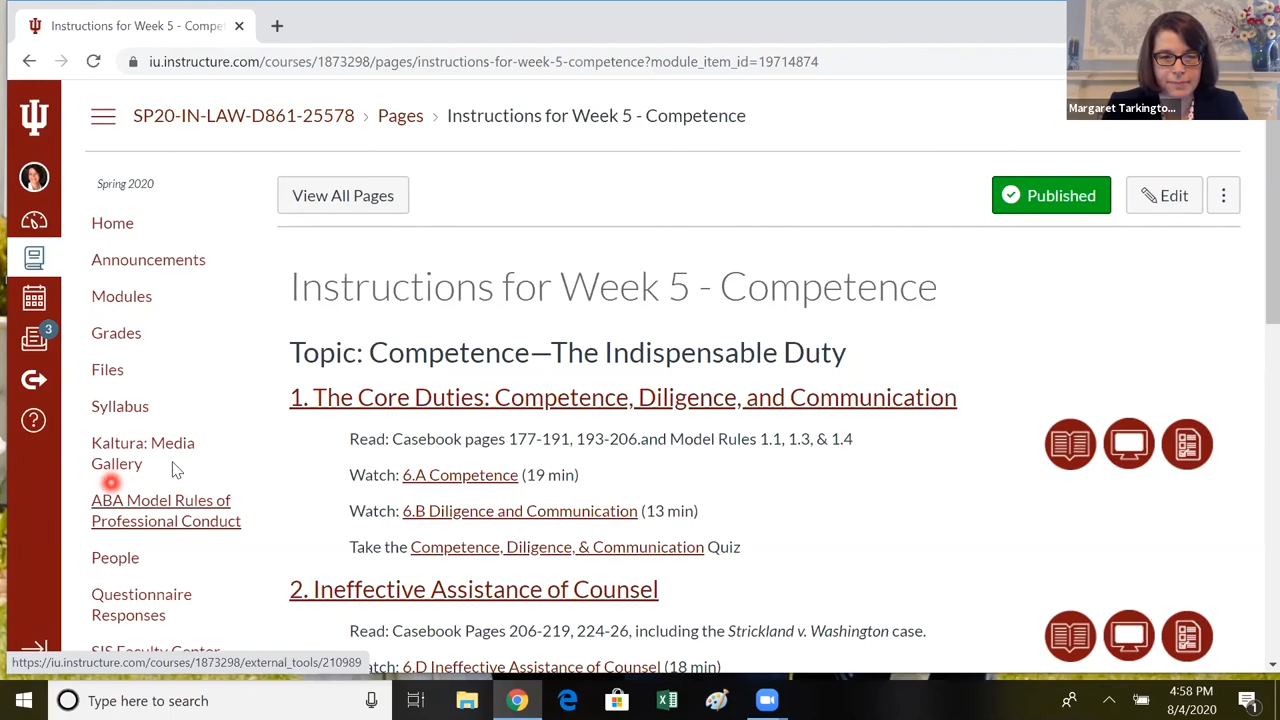 Instructions for Week 5 - Compet
iu.instructure.com/courses/1873298/pages/instructions-for-week-5-competence?module_item_id=19714874
Margaret Tarkingto...
SP20-IN-LAW-D861-25578 › Pages › Instructions for Week 5 - Competence
Spring 2020
View All Pages
Published
Edit
Home
Announcements
Modules
Grades
3
Files
Syllabus
Kaltura: Media
Gallery
ABA Model Rules of
Professional Conduct
People
Questionnaire
Responses
SIS Faculty Center
Instructions for Week 5 - Competence
Topic: Competence—The Indispensable Duty
1. The Core Duties: Competence, Diligence, and Communication
Read: Casebook pages 177-191, 193-206.and Model Rules 1.1, 1.3, & 1.4
Watch: 6.A Competence (19 min)
Watch: 6.B Diligence and Communication (13 min)
Take the Competence, Diligence, & Communication Quiz
2. Ineffective Assistance of Counsel
Read: Casebook Pages 206-219, 224-26, including the Strickland v. Washington case.
Watch: 6.D Ineffective Assistance of Counsel (18 min)
https://iu.instructure.com/courses/1873298/external_tools/210989
Type here to search
4:58 PM
8/4/2020
1